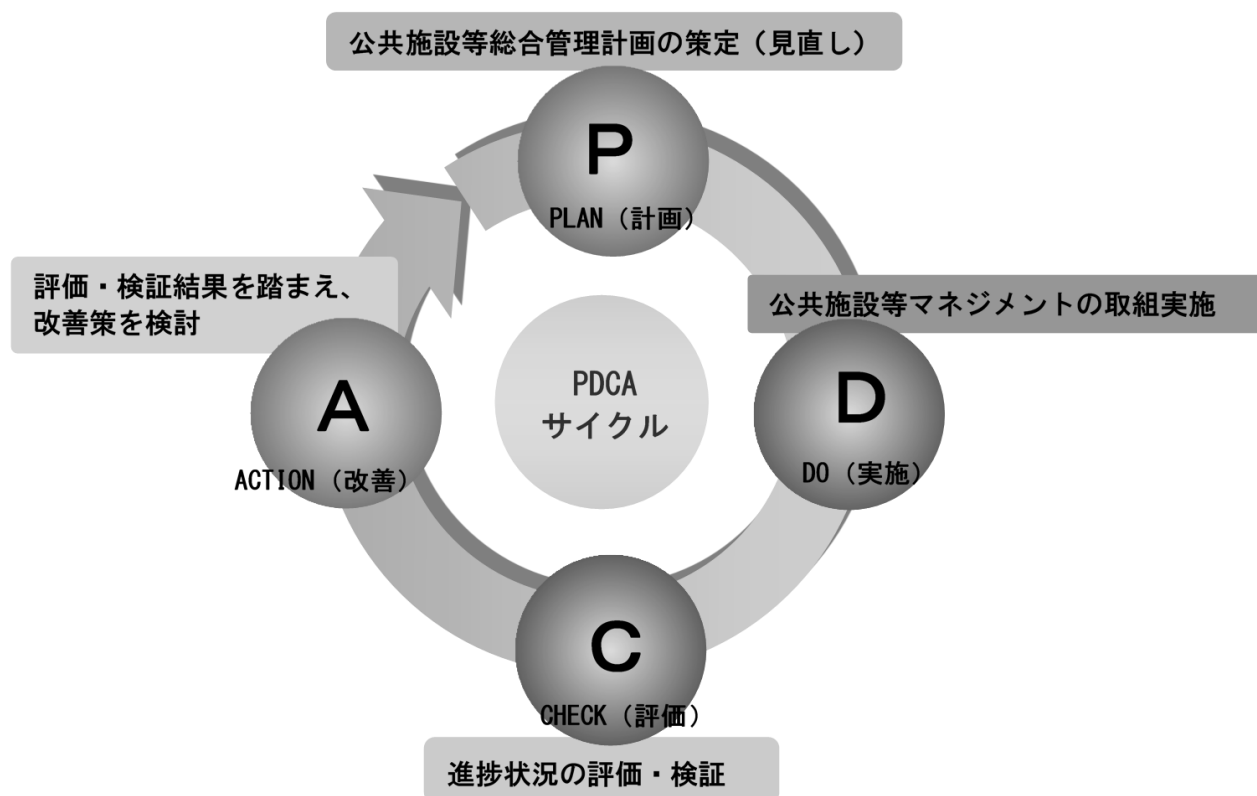 公共施設等総合管理計画の策定（見直し）
P
PLAN（計画）
評価・検証結果を踏まえ、
改善策を検討
公共施設等マネジメントの取組実施
A
ACTION（改善）
PDCA
サイクル
D
DO（実施）
C
CHECK（評価）
進捗状況の評価・検証